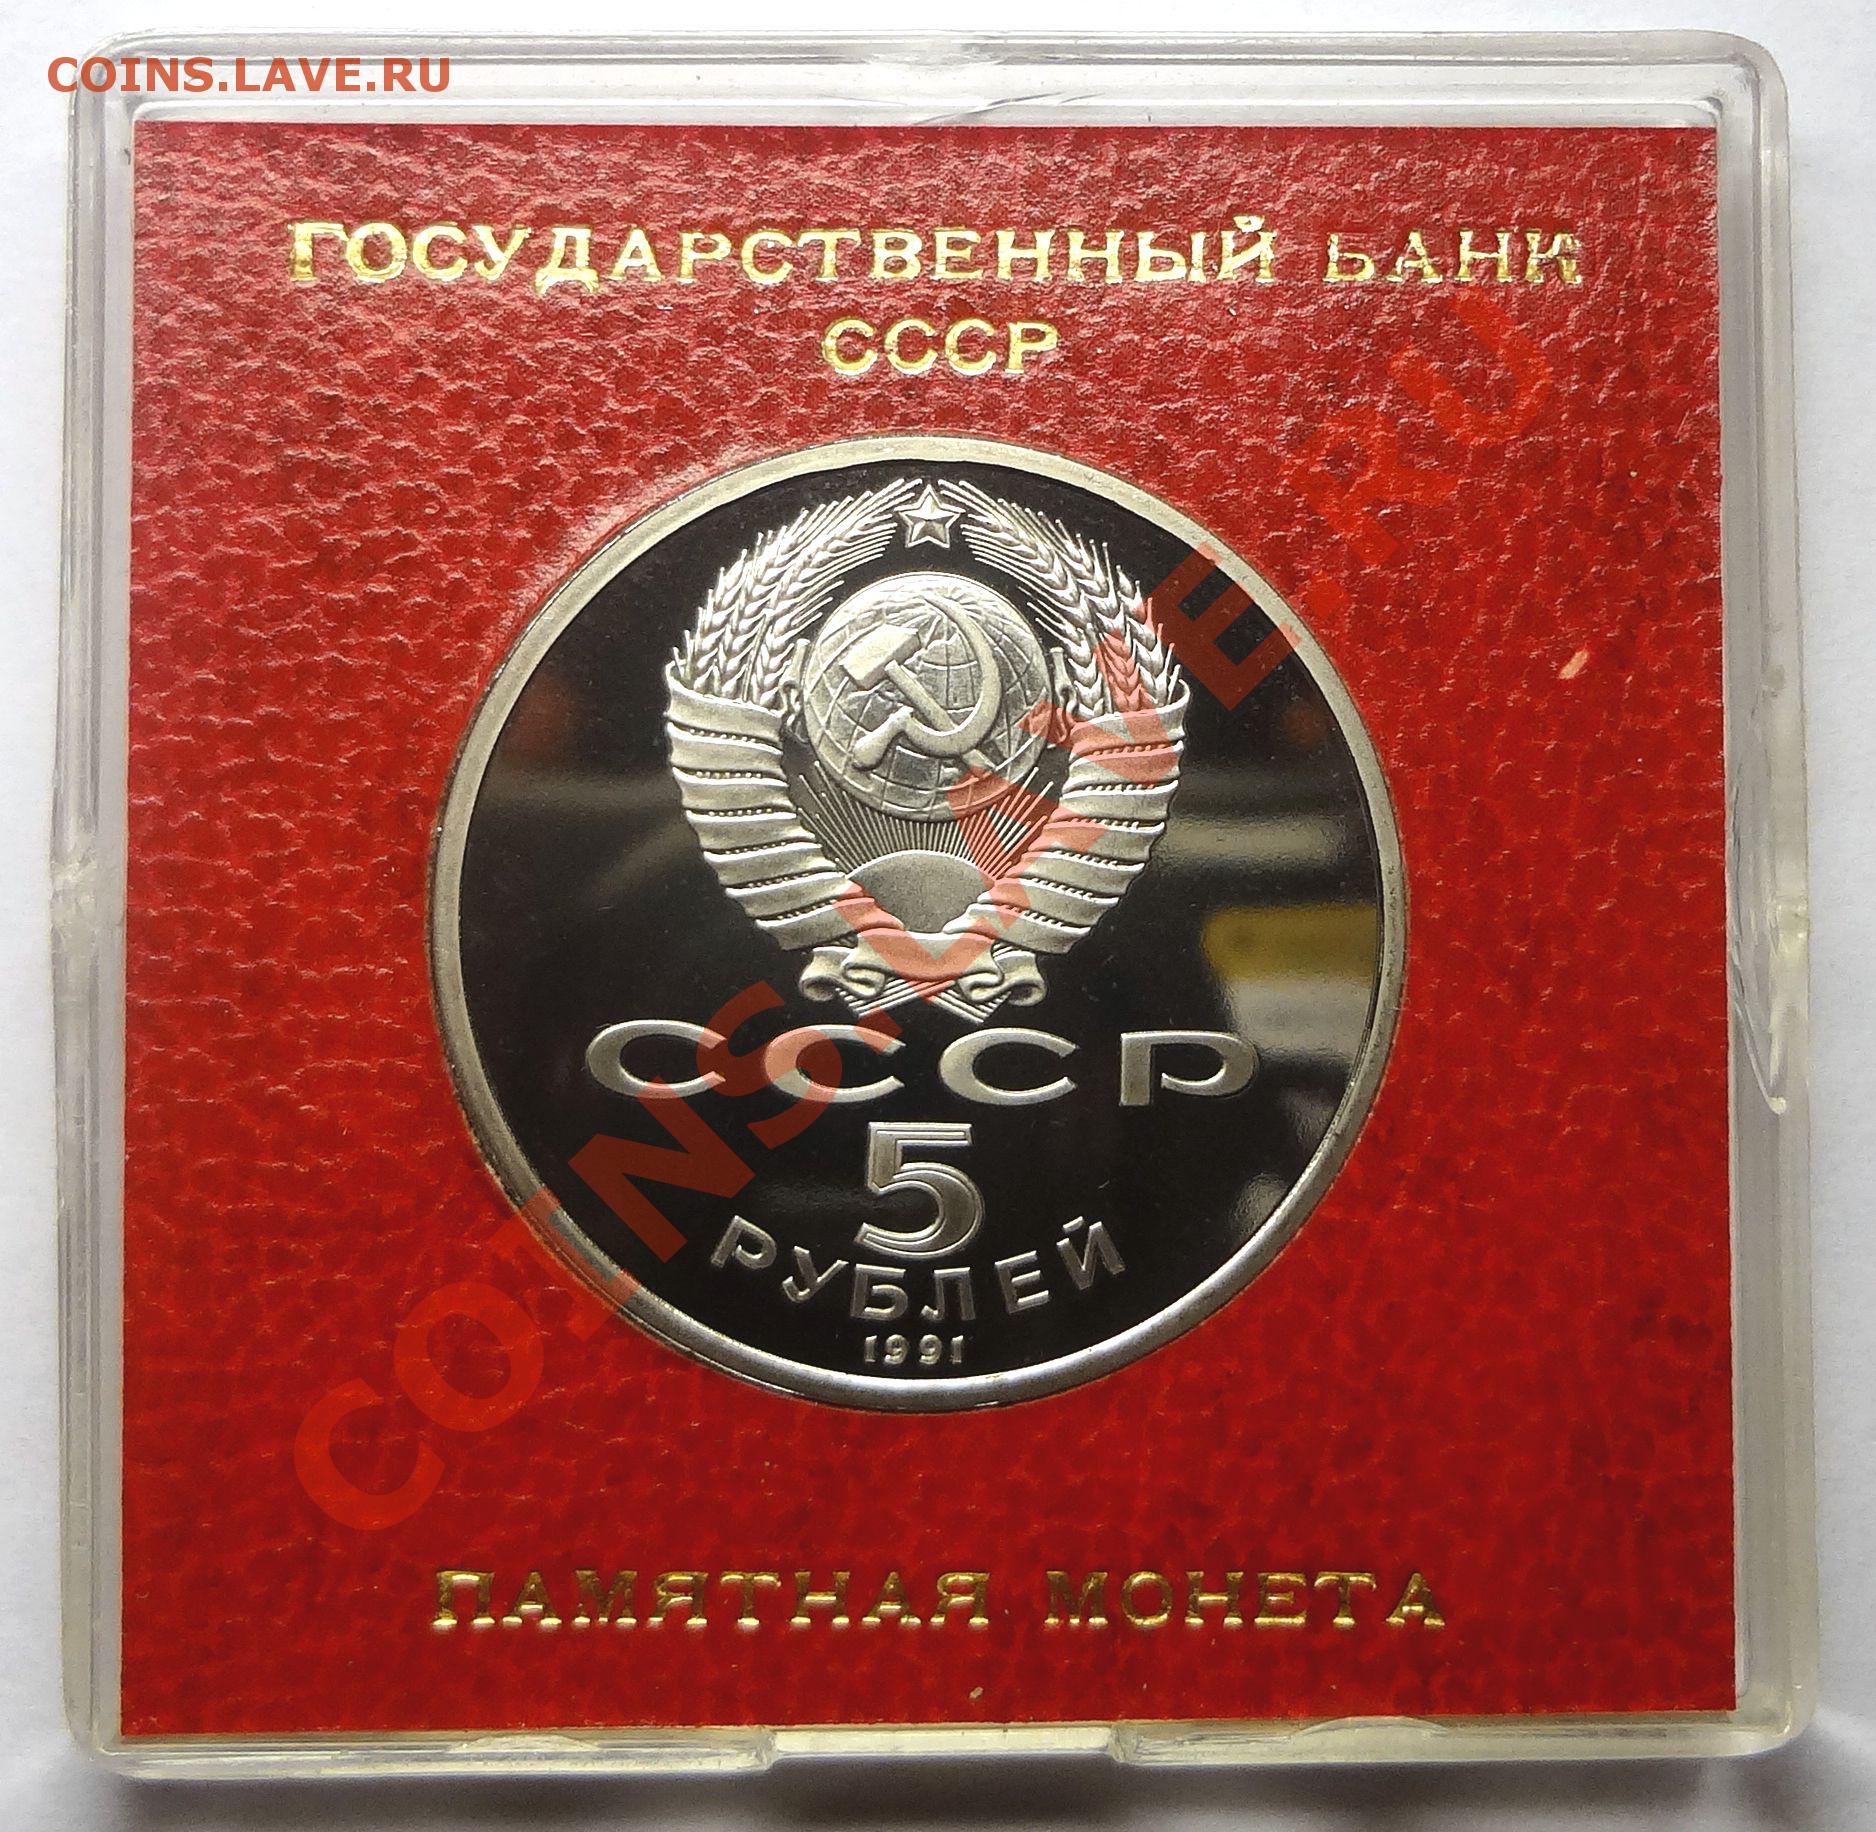 COINS.LAVE.RU
ГОСУДАРСТВЕННЫЙ БАНК
СССР
СССР
5
РУБЛЕЙ
1991
ПАМЯТНАЯ МОНЕТА
COINS.LAVE.RU